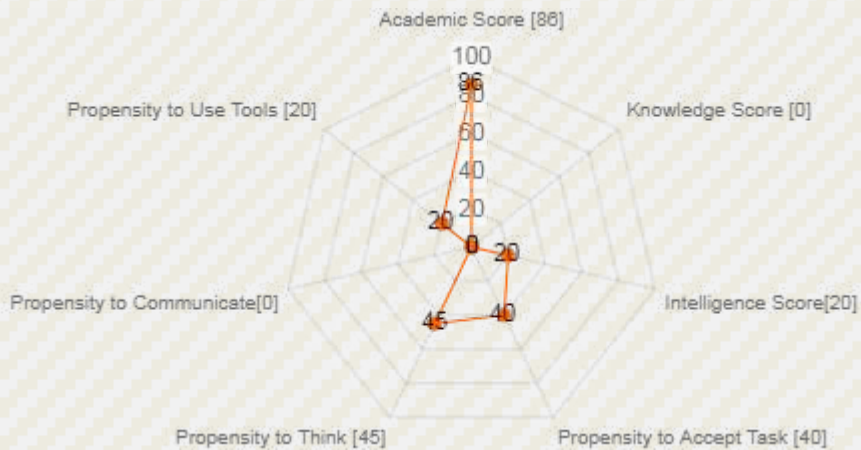 Academic Score [86]
100
86
80
Propensity to Use Tools [20]
Knowledge Score [0]
60
40
20
20
0
20
Propensity to Communicate[0]
Intelligence Score[20]
45
40
Propensity to Think [45]
Propensity to Accept Task [40]